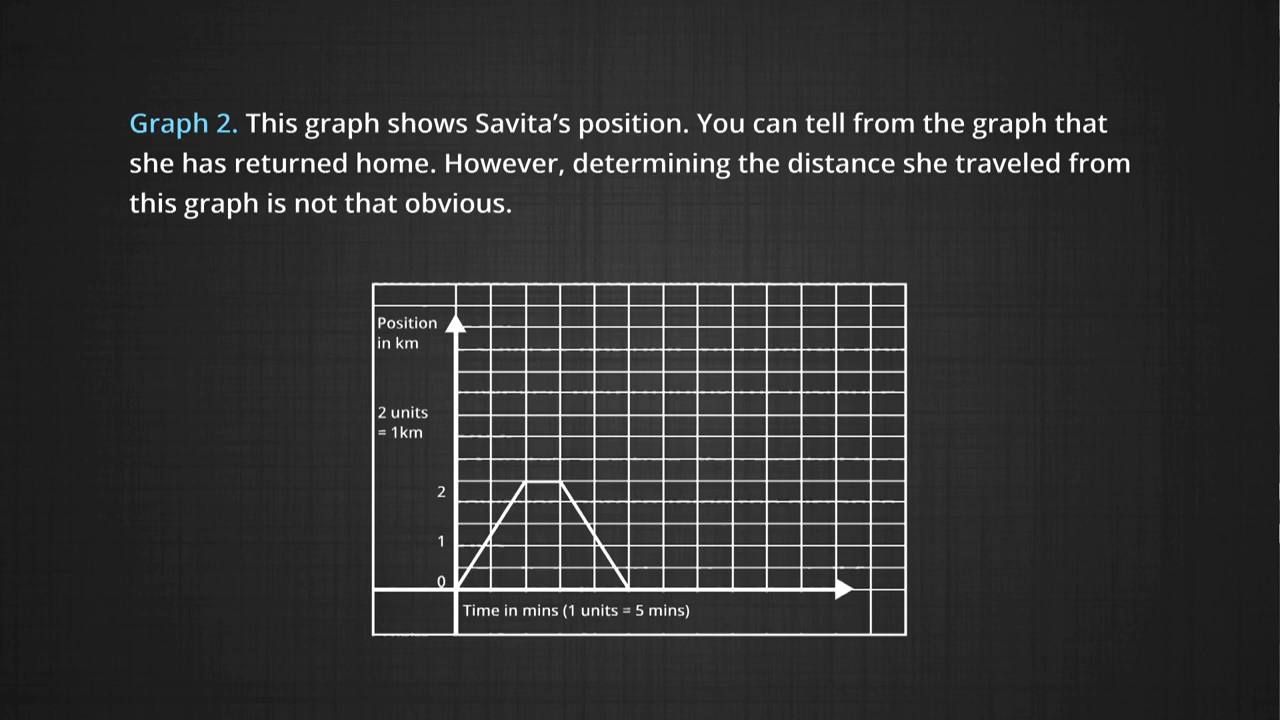 Graph 2. This graph shows Savita’s position. You can tell from the graph that
she has returned home. However, determining the distance she traveled from
this graph is not that obvious.
Position
in km
2 units
= 1km
2
1
0
Time in mins (1 units = 5 mins)